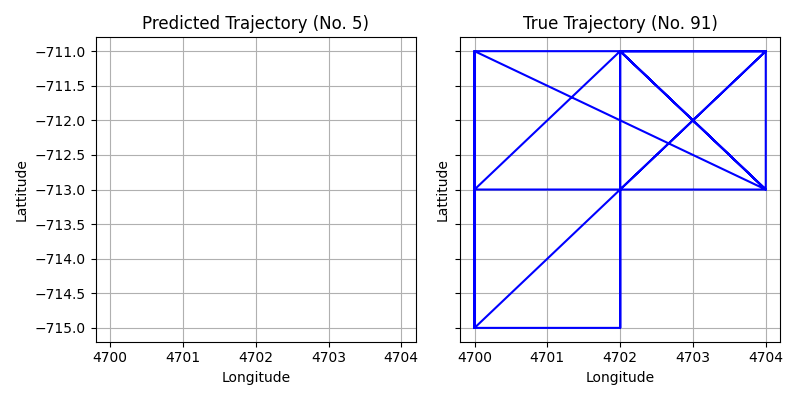 Predicted Trajectory (No. 5)
True Trajectory (No. 91)
−711.0
−711.5
−712.0
−712.5
−713.0
−713.5
−714.0
−714.5
−715.0
Lattitude
Lattitude
4700 4701 4702 4703 4704
4700 4701 4702 4703 4704
Longitude
Longitude